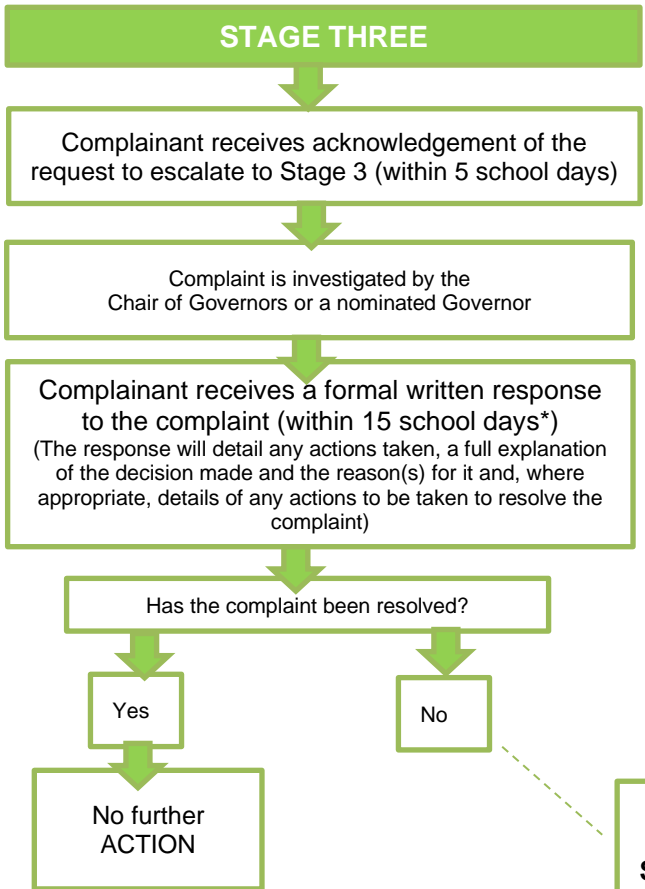 STAGE THREE
Complainant receives acknowledgement of the
request to escalate to Stage 3 (within 5 school days)
Complaint is investigated by the
Chair of Governors or a nominated Governor
Complainant receives a formal written response
to the complaint (within 15 school days*)
(The response will detail any actions taken, a full explanation
of the decision made and the reason(s) for it and, where
appropriate, details of any actions to be taken to resolve the
complaint)
Has the complaint been resolved?
Yes
No
No further
ACTION